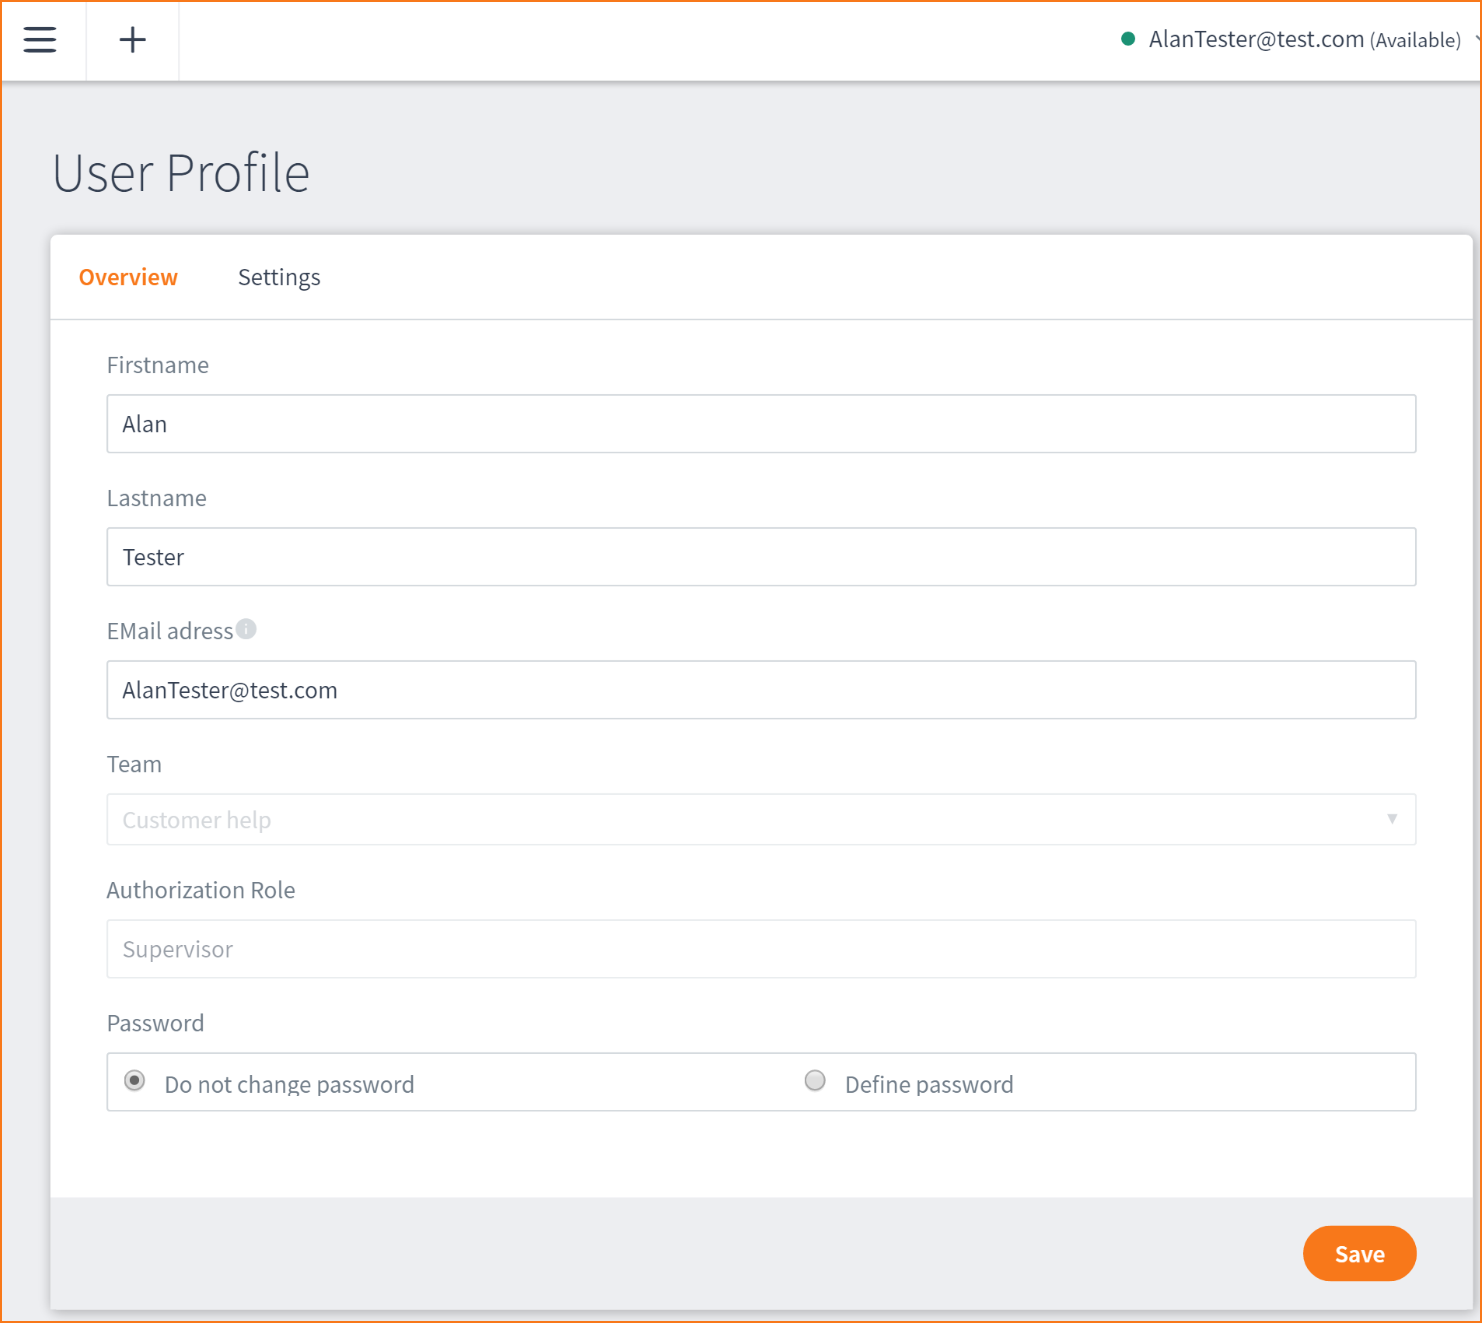 AlanTester@test.com (Available)
User Profile
Overview Settings
Firstname
Alan
Lastname
Tester
EMail adress
AlanTester@test.com
Team
Customer help
Authorization Role
Supervisor
Password
Do not change password Define password
Save